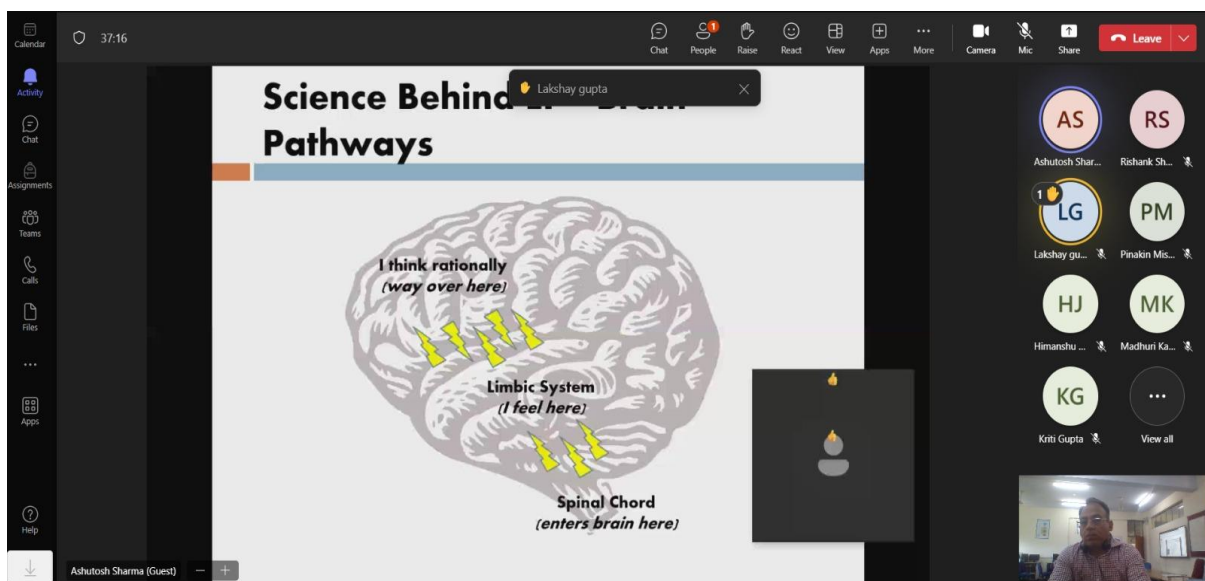 Calendar
Activity
Chat
Assignments
Teams
Calls
Files
Apps
Help
37:16
Chat
1
People
Raise
React
View
Apps
More
Camera
Mic
Share
Leave
Lakshay gupta
Science Behind
Pathways
I think rationally
(way over here)
Limbic System
(I feel here)
Spinal Chord
(enters brain here)
Ashutosh Sharma (Guest)
AS
RS
Ashutosh Shar...
Rishank Sh...
1
LG
PM
Lakshay gu...
Pinakin Mis...
HJ
MK
Himanshu ...
Madhuri Ka...
KG
Kriti Gupta
View all